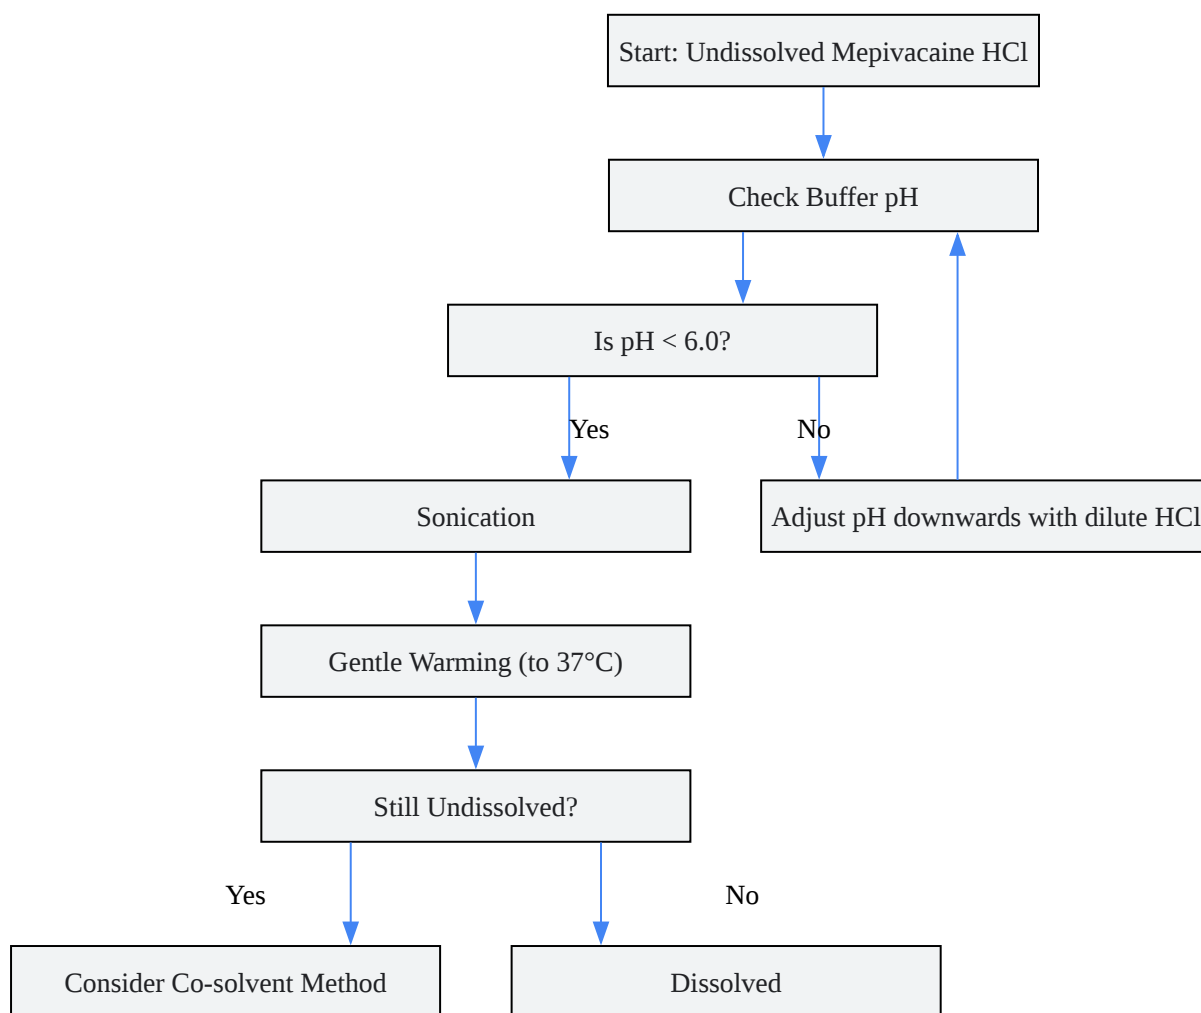 Start: Undissolved Mepivacaine HCl
Check Buffer pH
Is pH < 6.0?
Yes
No
Sonication
Adjust pH downwards with dilute HCl
Gentle Warming (to 37°C)
Still Undissolved?
Yes
No
Consider Co-solvent Method
Dissolved